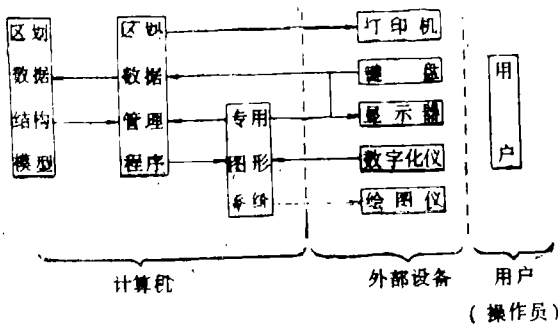 区划
数据
结构
模型
区划
数据
管理
程序
专用
图形
系统
打印机
键盘
显示器
数字化仪
绘图仪
用
户
计算机
外部设备
用户
(操作员)